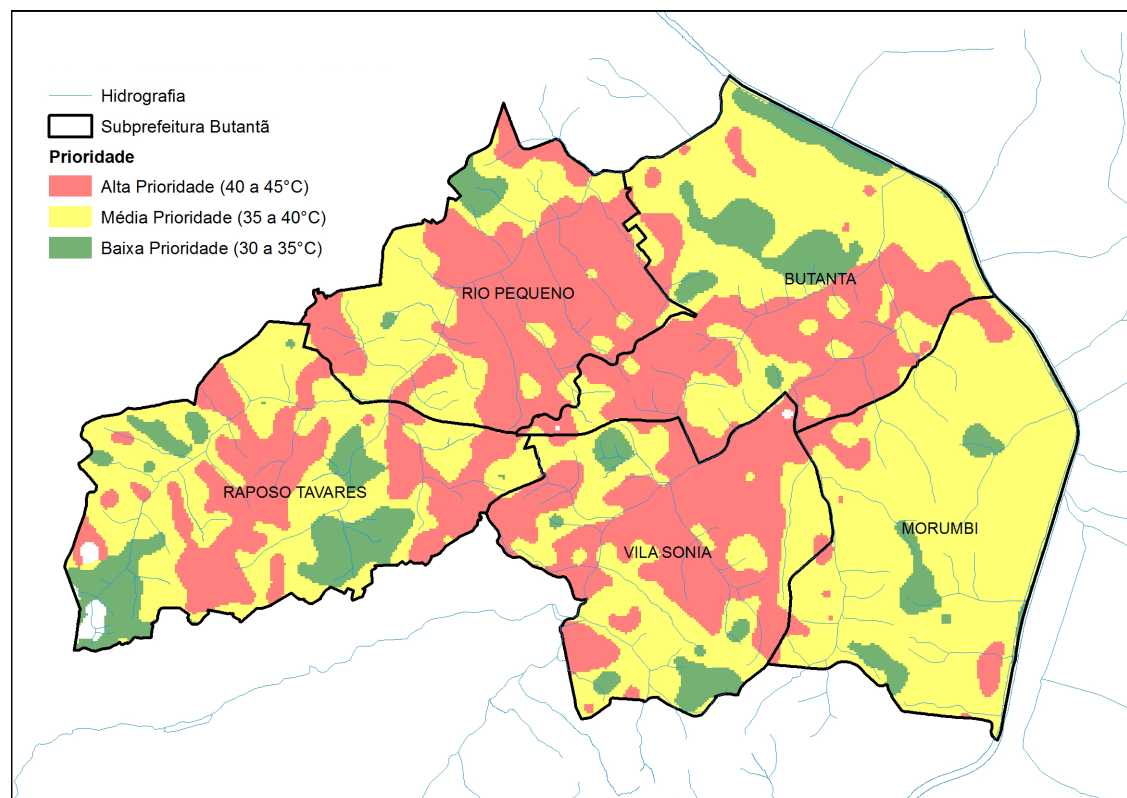 Hidrografia
Subprefeitura Butantã
Prioridade
Alta Prioridade (40 a 45°C)
Média Prioridade (35 a 40°C)
Baixa Prioridade (30 a 35°C)
RIO PEQUENO
BUTANTA
RAPOSO TAVARES
VILA SONIA
MORUMBI